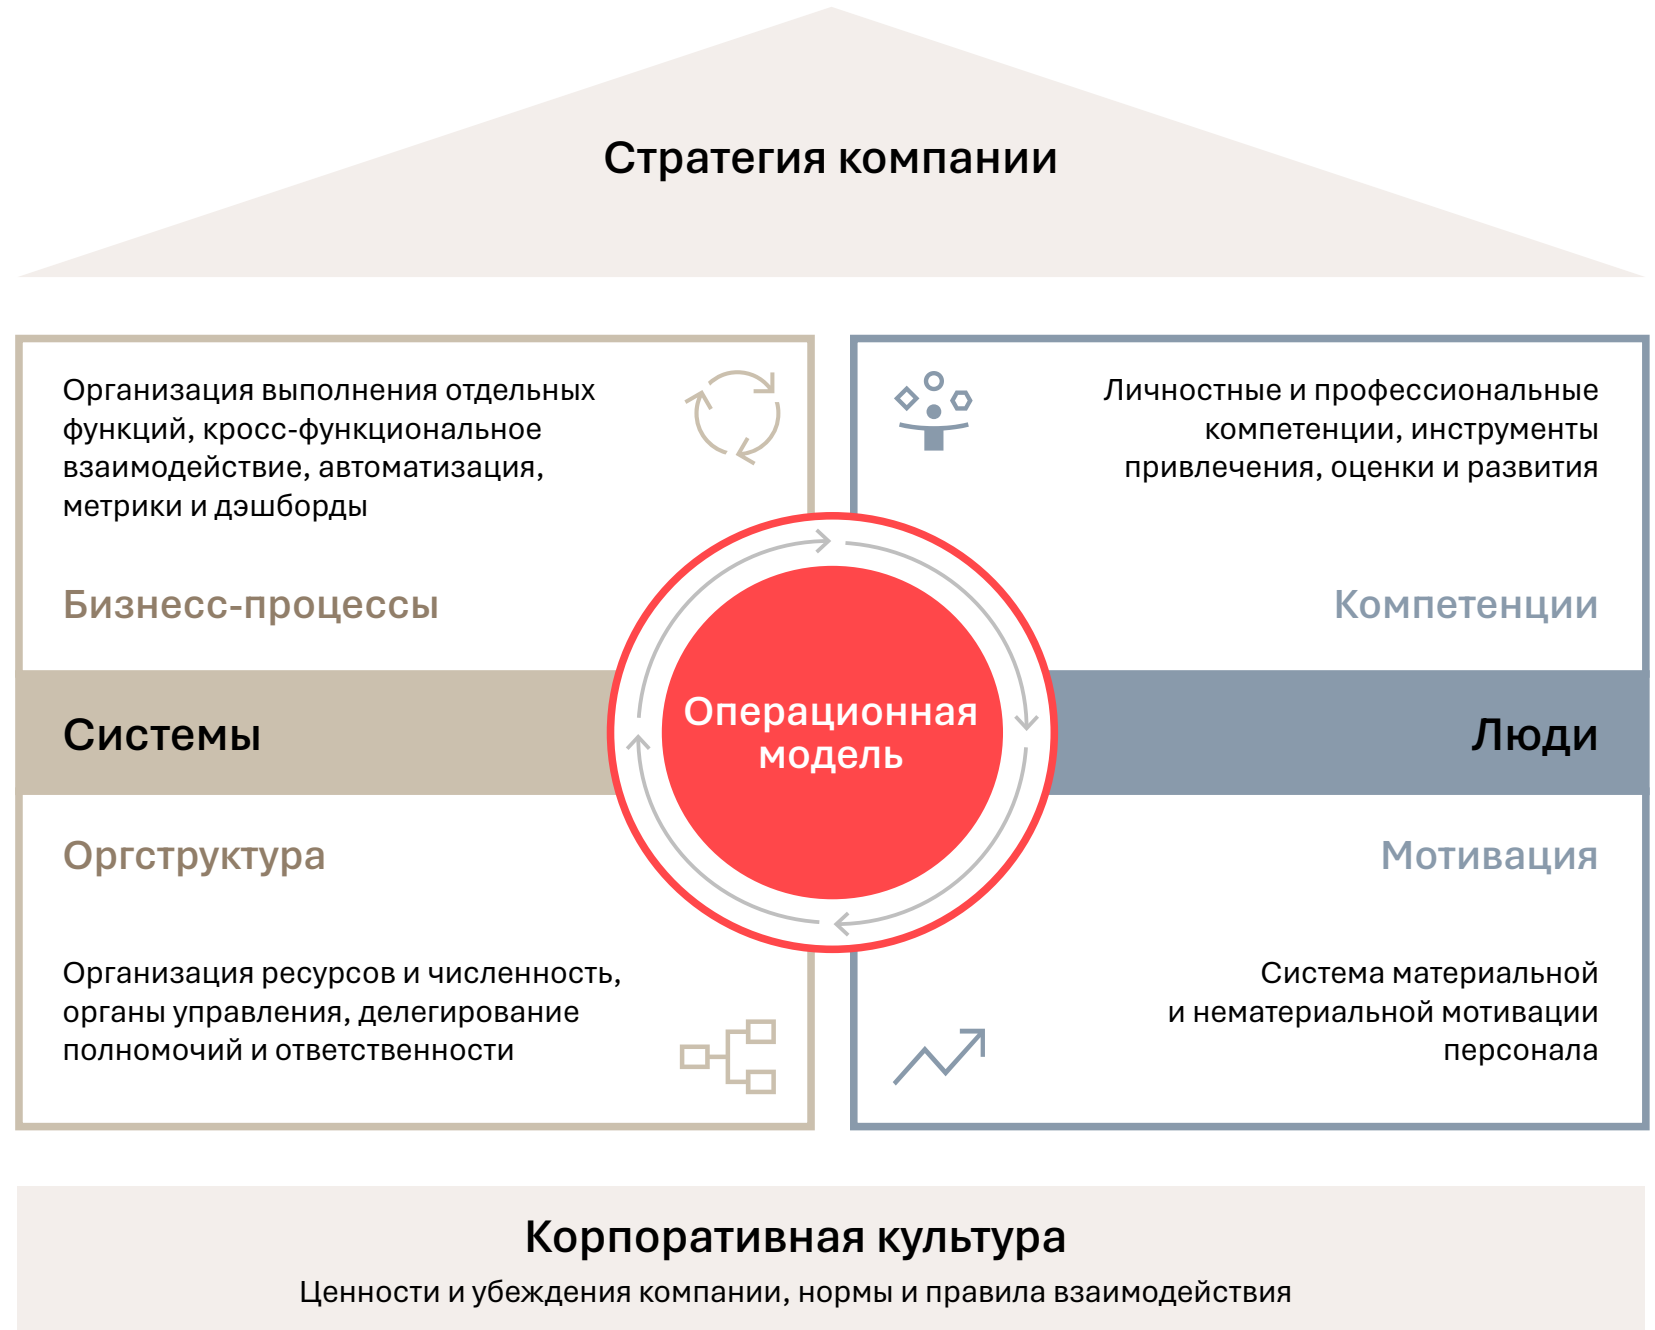 Стратегия компании
Организация выполнения отдельных
функций, кросс-функциональное
взаимодействие, автоматизация,
метрики и дэшборды
Бизнесс-процессы
Личностные и профессиональные
компетенции, инструменты
привлечения, оценки и развития
Компетенции
Системы
Операционная
модель
Люди
Оргструктура
Организация ресурсов и численность,
органы управления, делегирование
полномочий и ответственности
Мотивация
Система материальной
и нематериальной мотивации
персонала
Корпоративная культура
Ценности и убеждения компании, нормы и правила взаимодействия